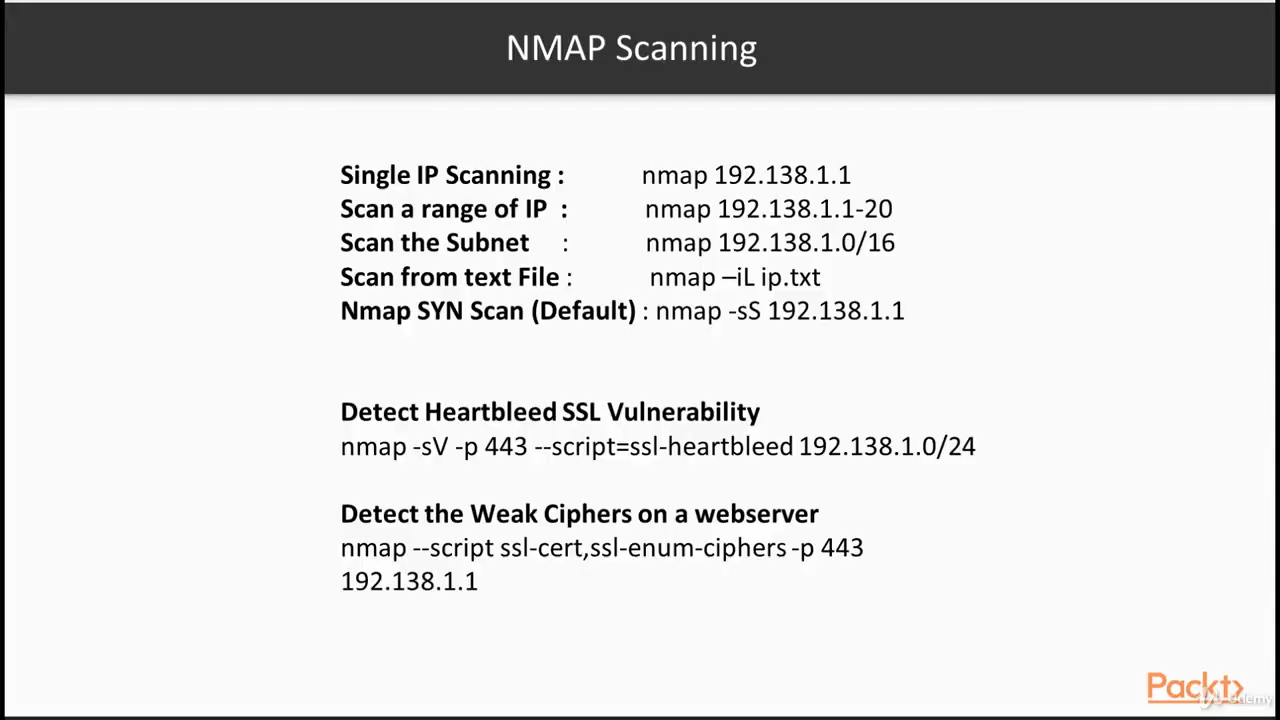 NMAP Scanning
Single IP Scanning : nmap 192.138.1.1
Scan a range of IP : nmap 192.138.1.1-20
Scan the Subnet : nmap 192.138.1.0/16
Scan from text File : nmap –iL ip.txt
Nmap SYN Scan (Default) : nmap -sS 192.138.1.1
Detect Heartbleed SSL Vulnerability
nmap -sV -p 443 --script=ssl-heartbleed 192.138.1.0/24
Detect the Weak Ciphers on a webserver
nmap --script ssl-cert,ssl-enum-ciphers -p 443
192.138.1.1
Packt>
Udemy